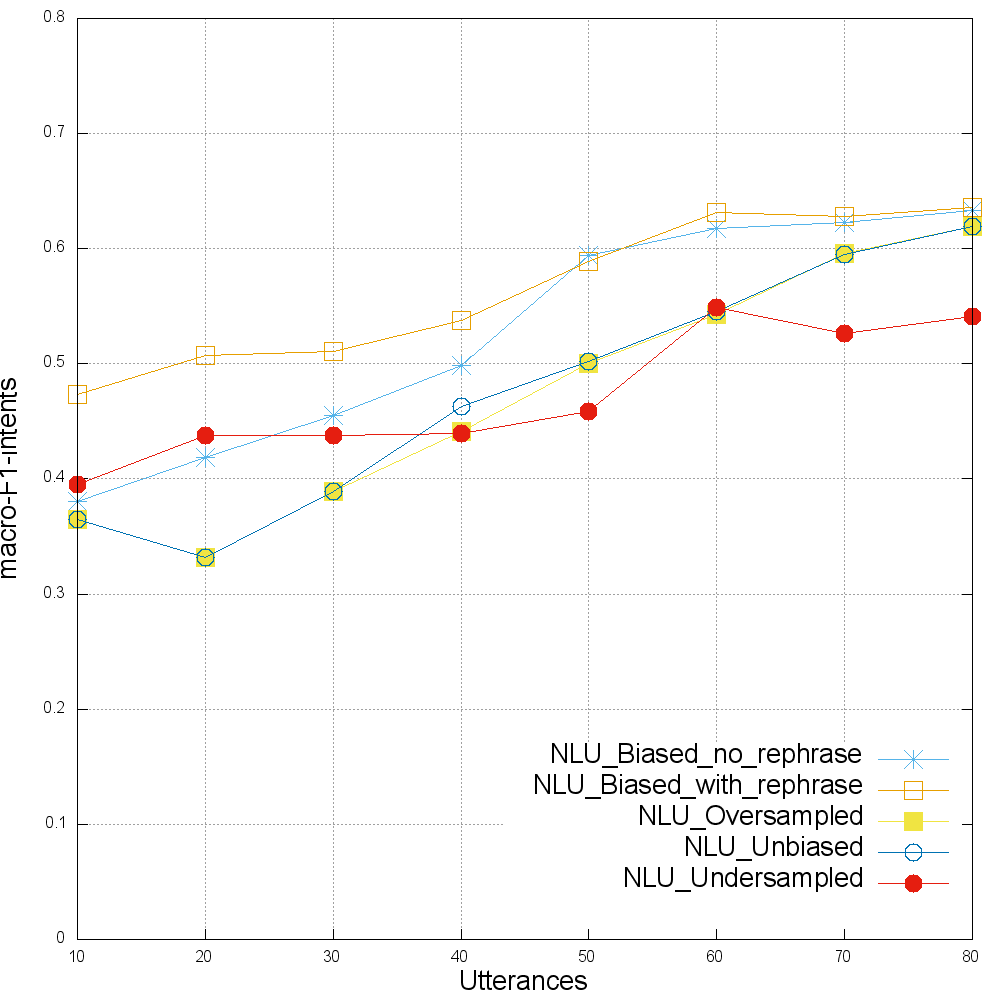 0.8
0.7
0.6
0.5
0.4
0.3
0.2
0.1
0
macro-F1-intents
NLU_Biased_no_rephrase
NLU_Biased_with_rephrase
NLU_Oversampled
NLU_Unbiased
NLU_Undersampled
10 20 30 40 50 60 70 80
Utterances